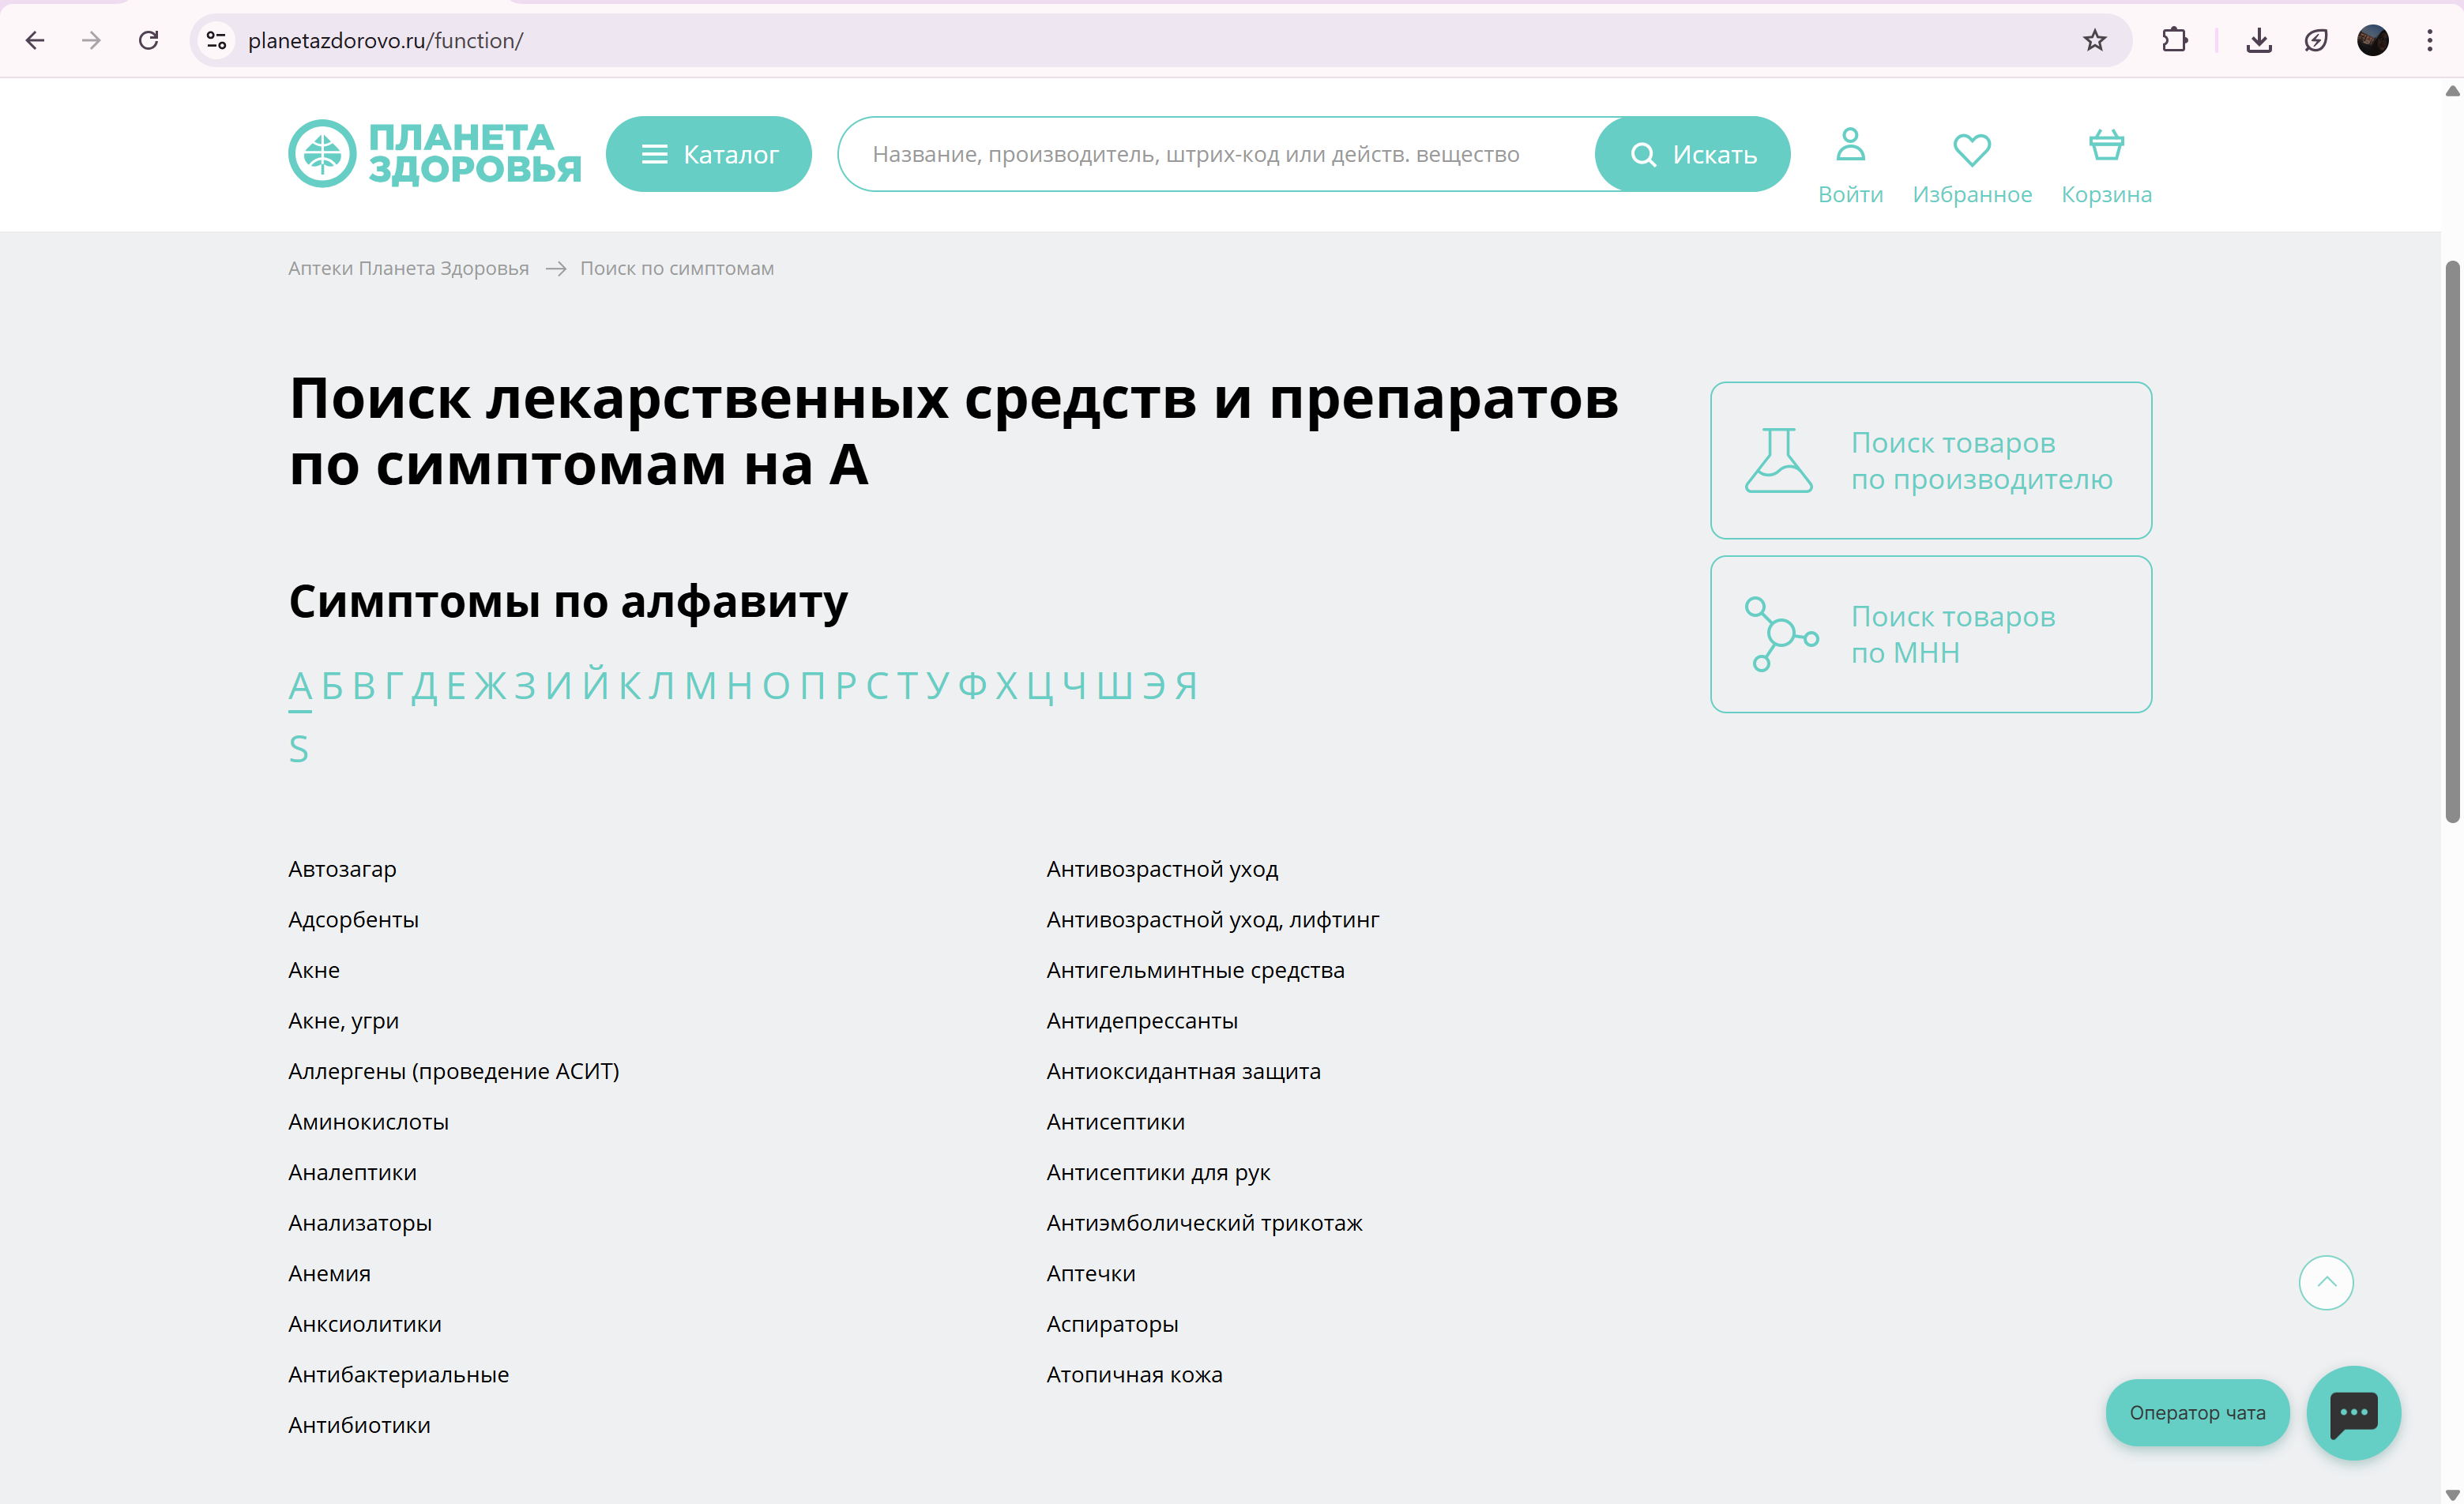 planetazdorovo.ru/function/
ПЛАНЕТА
ЗДОРОВЬЯ
Каталог
Название, производитель, штрих-код или действ. вещество
Искать
Войти
Избранное
Корзина
Аптеки Планета Здоровья → Поиск по симптомам
Поиск лекарственных средств и препаратов
по симптомам на А
Поиск товаров
по производителю
Поиск товаров
по МНН
Симптомы по алфавиту
А Б В Г Д Е Ж З И Й К Л М Н О П Р С Т У Ф Х Ц Ч Ш Э Я
S
Автозагар
Адсорбенты
Акне
Акне, угри
Аллергены (проведение АСИТ)
Аминокислоты
Аналептики
Анализаторы
Анемия
Анксиолитики
Антибактериальные
Антибиотики
Антивозрастной уход
Антивозрастной уход, лифтинг
Антигельминтные средства
Антидепрессанты
Антиоксидантная защита
Антисептики
Антисептики для рук
Антиэмболический трикотаж
Аптечки
Аспираторы
Атопичная кожа
Оператор чата